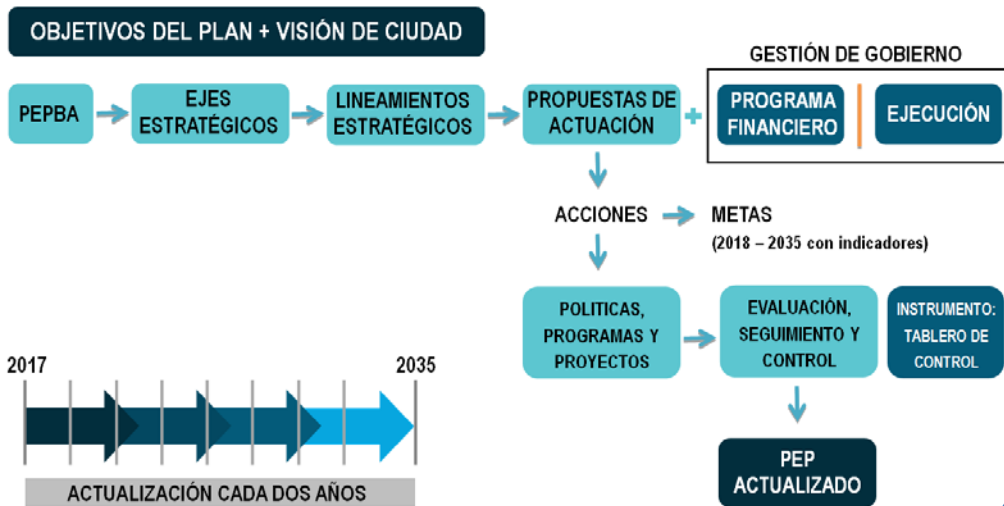 OBJETIVOS DEL PLAN + VISIÓN DE CIUDAD
GESTIÓN DE GOBIERNO
PEPBA
EJES
ESTRATÉGICOS
LINEAMIENTOS
ESTRATÉGICOS
PROPUESTAS DE
ACTUACIÓN
+
PROGRAMA
FINANCIERO
EJECUCIÓN
ACCIONES
METAS
(2018 – 2035 con indicadores)
POLITICAS,
PROGRAMAS Y
PROYECTOS
EVALUACIÓN,
SEGUIMIENTO Y
CONTROL
INSTRUMENTO:
TABLERO DE
CONTROL
2017
2035
ACTUALIZACIÓN CADA DOS AÑOS
PEP
ACTUALIZADO